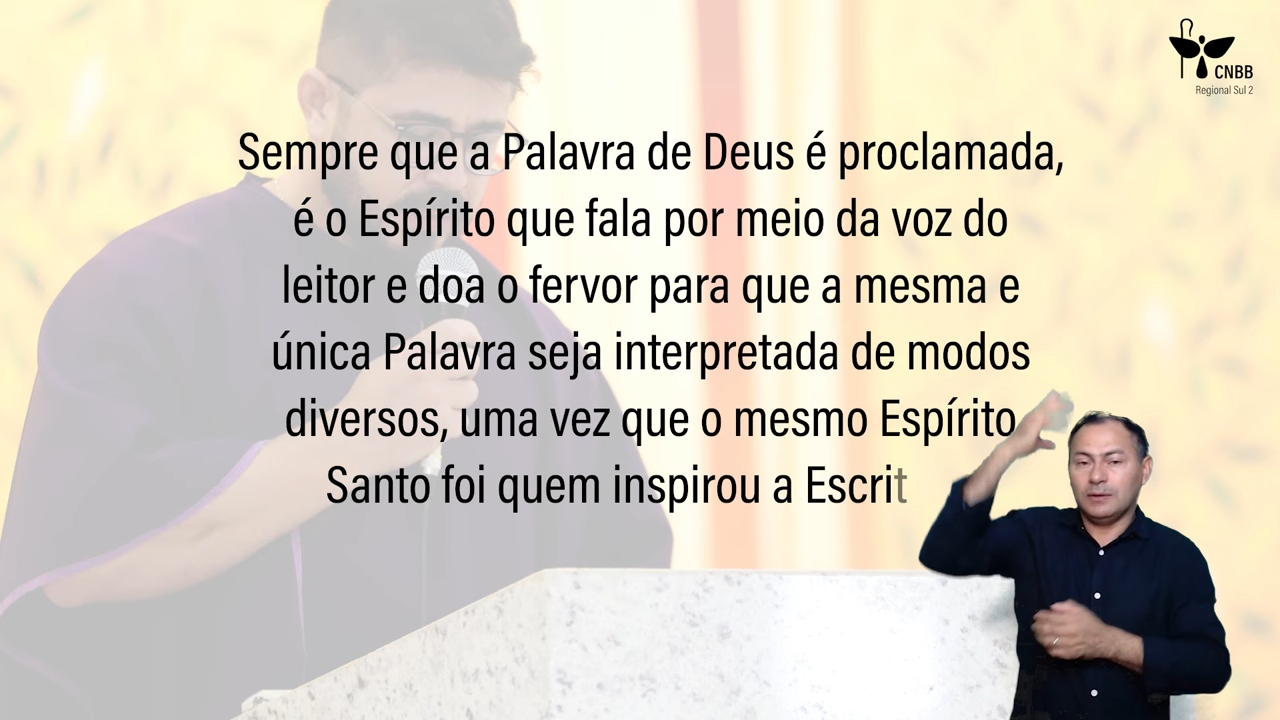 CNBB
Regional Sul 2
Sempre que a Palavra de Deus é proclamada,
é o Espírito que fala por meio da voz do
leitor e doa o fervor para que a mesma e
única Palavra seja interpretada de modos
diversos, uma vez que o mesmo Espírito
Santo foi quem inspirou a Escrit